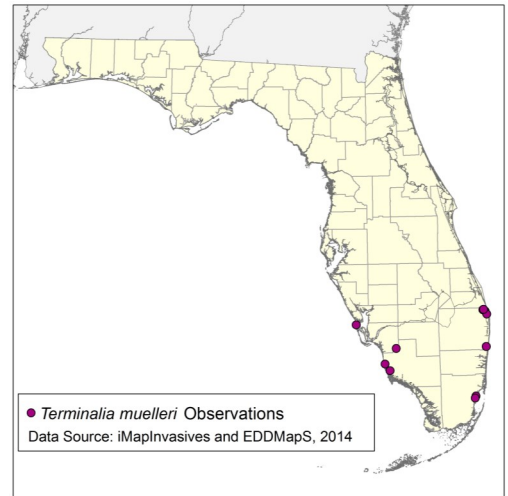 Terminalia muelleri Observations
Data Source: iMapInvasives and EDDMapS, 2014